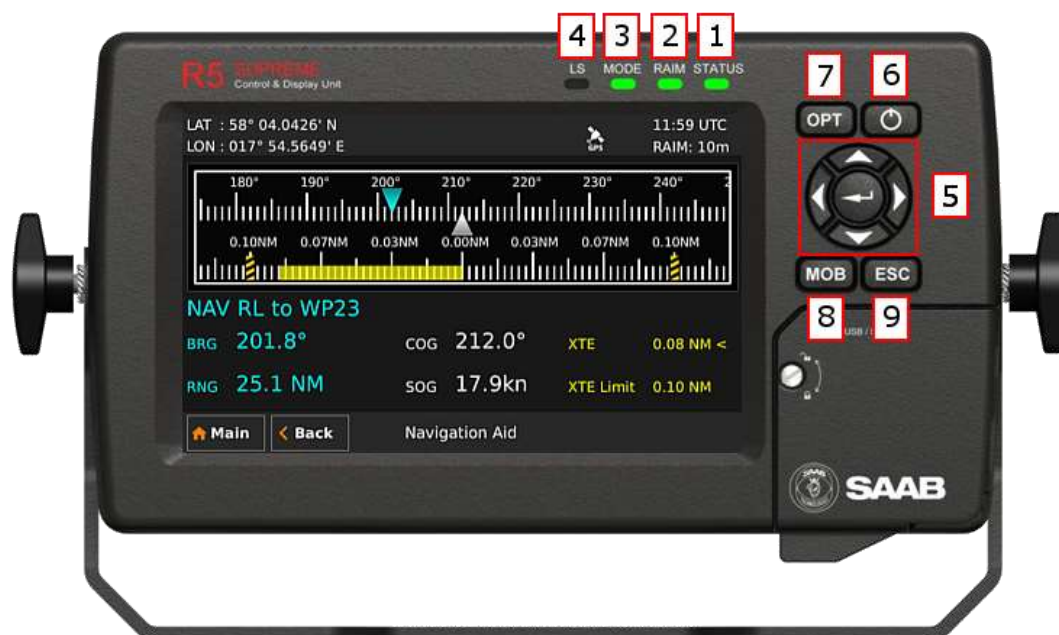 4 3 2 1
LS MODE RAIM STATUS
R5 SUPREME
Control & Display Unit
7 6
OPT
LAT : 58° 04.0426' N
LON : 017° 54.5649' E
GPS
11:59 UTC
RAIM: 10m
180° 190° 200° 210° 220° 230° 240° 2
0.10NM 0.07NM 0.03NM 0.00NM 0.03NM 0.07NM 0.10NM
5
MOB ESC
8 9
NAV RL to WP23
BRG 201.8° COG 212.0° XTE 0.08 NM <
RNG 25.1 NM SOG 17.9kn XTE Limit 0.10 NM
Main Back Navigation Aid
USB /
SAAB
SAAB